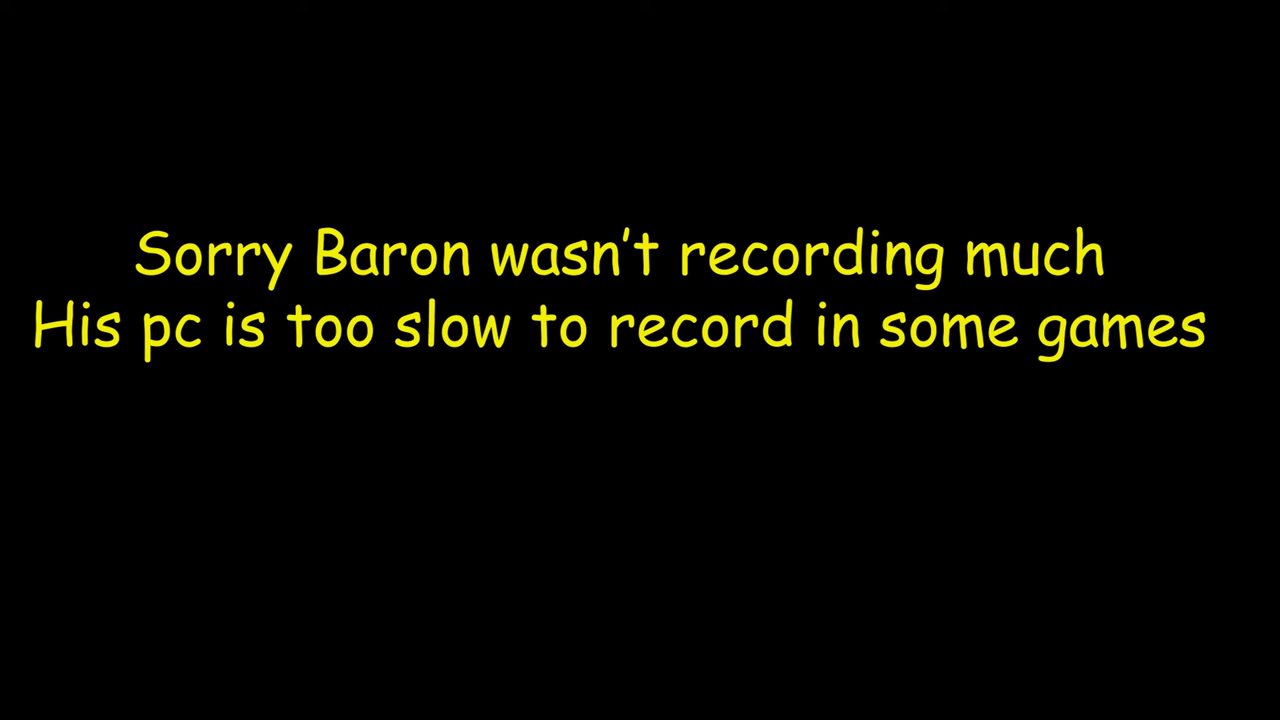 Sorry Baron wasn't recording much
His pc is too slow to record in some games